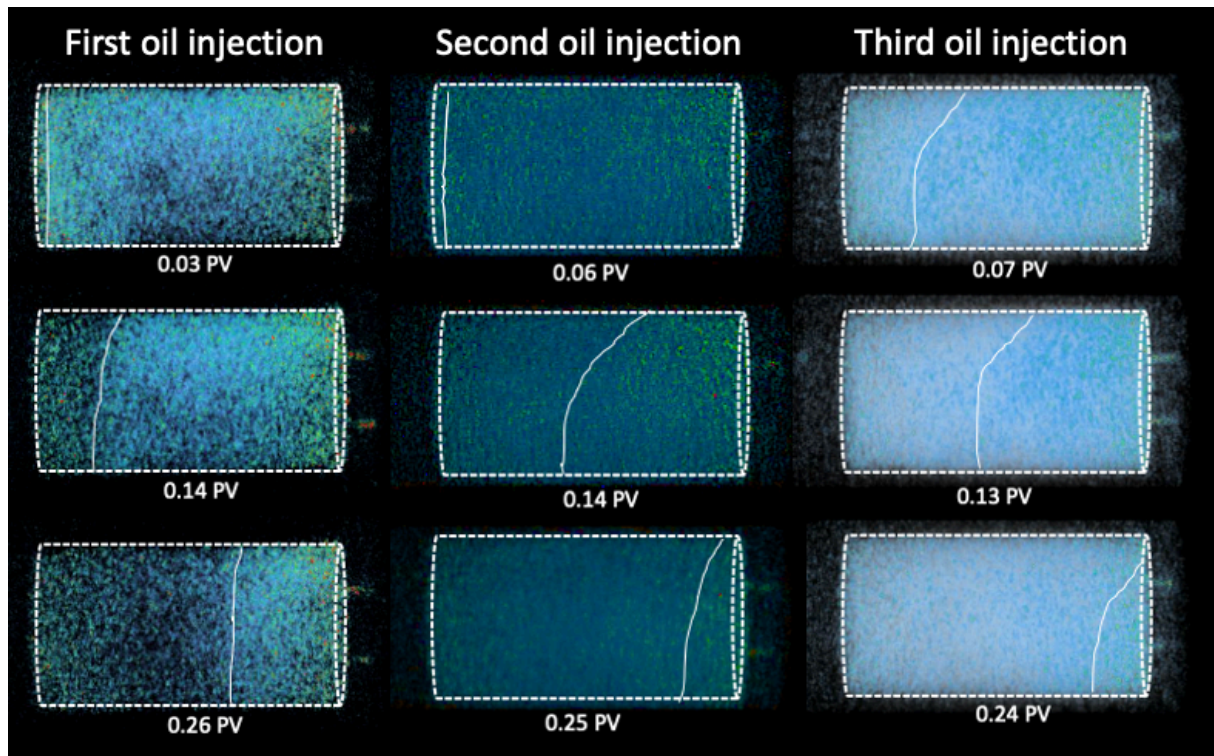 First oil injection
Second oil injection
Third oil injection
0.03 PV
0.06 PV
0.07 PV
0.14 PV
0.14 PV
0.13 PV
0.26 PV
0.25 PV
0.24 PV